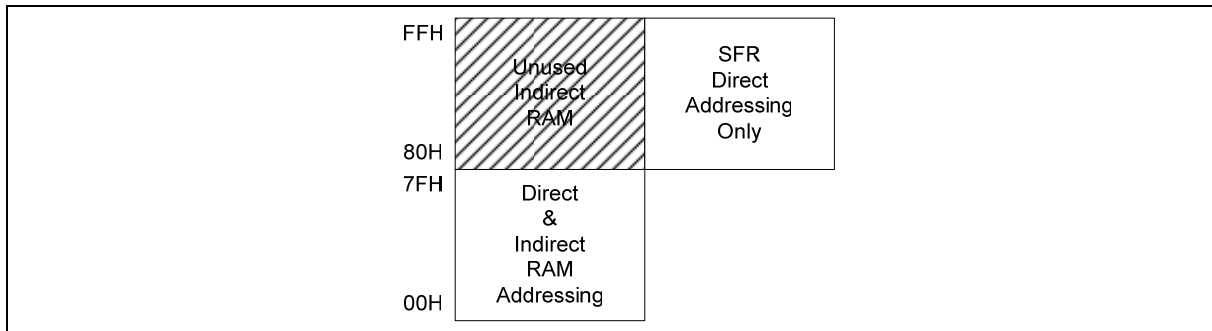 FFH
Unused
Indirect
RAM
80H
SFR
Direct
Addressing
Only
7FH
Direct
&
Indirect
RAM
Addressing
00H